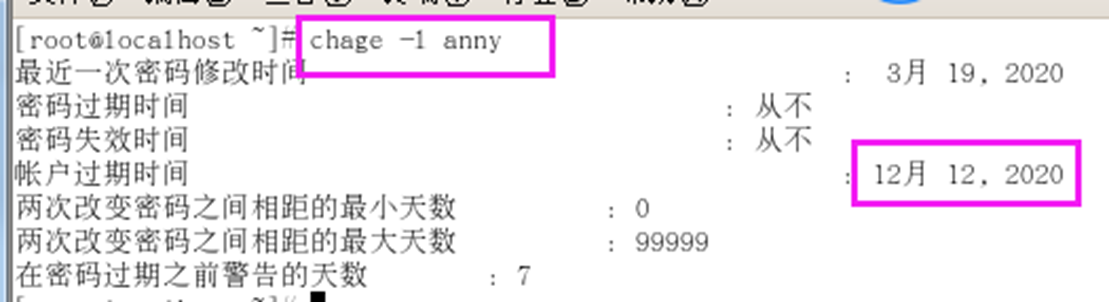 [root@localhost ~]# chage -l anny
最近一次密码修改时间 : 3月 19, 2020
密码过期时间 : 从不
密码失效时间 : 从不
帐户过期时间 : 12月 12, 2020
两次改变密码之间相距的最小天数 : 0
两次改变密码之间相距的最大天数 : 99999
在密码过期之前警告的天数 : 7